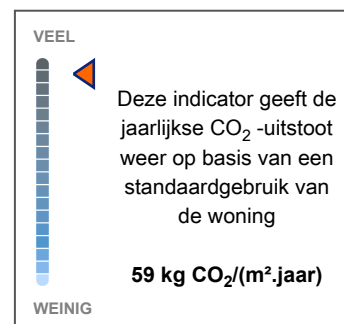 VEEL
Deze indicator geeft de
jaarlijkse CO₂ -uitstoot
weer op basis van een
standaardgebruik van
de woning
59 kg CO₂/(m².jaar)
WEINIG